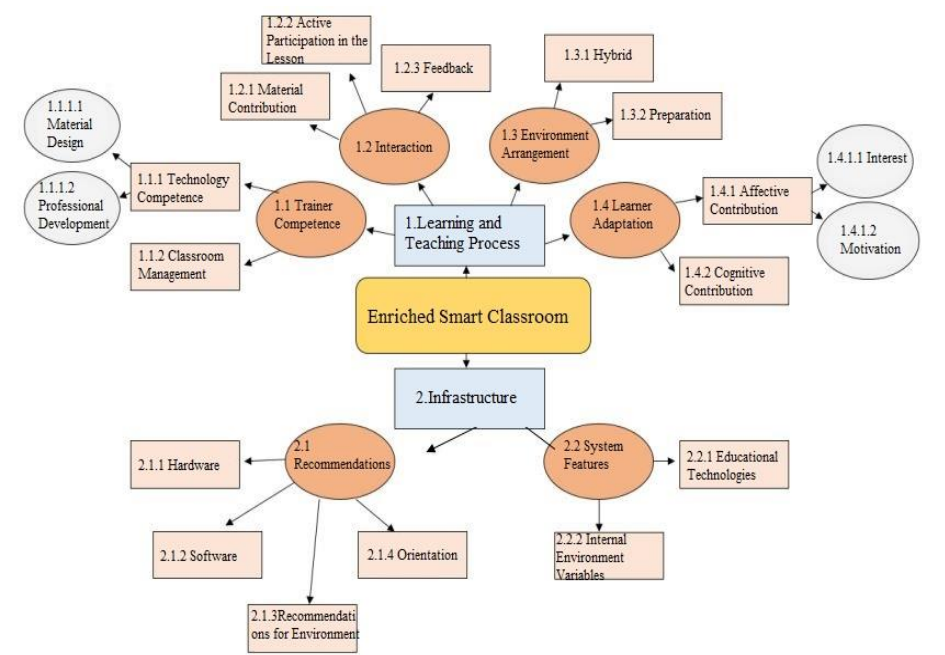 1.2.2 Active
Participation in the
Lesson
1.2.3 Feedback
1.2.1 Material
Contribution
1.2 Interaction
1.3.1 Hybrid
1.3.2 Preparation
1.3 Environment
Arrangement
1.1.1.1
Material
Design
1.1.1.2
Professional
Development
1.1.1 Technology
Competence
1.1.2 Classroom
Management
1.1 Trainer
Competence
1.Learning and
Teaching Process
1.4 Learner
Adaptation
1.4.1 Affective
Contribution
1.4.2 Cognitive
Contribution
1.4.1.1 Interest
1.4.1.2
Motivation
Enriched Smart Classroom
2.Infrastructure
2.1
Recommendations
2.1.1 Hardware
2.1.2 Software
2.1.3Recommendati
ons for Environment
2.1.4 Orientation
2.2 System
Features
2.2.1 Educational
Technologies
2.2.2 Internal
Environment
Variables